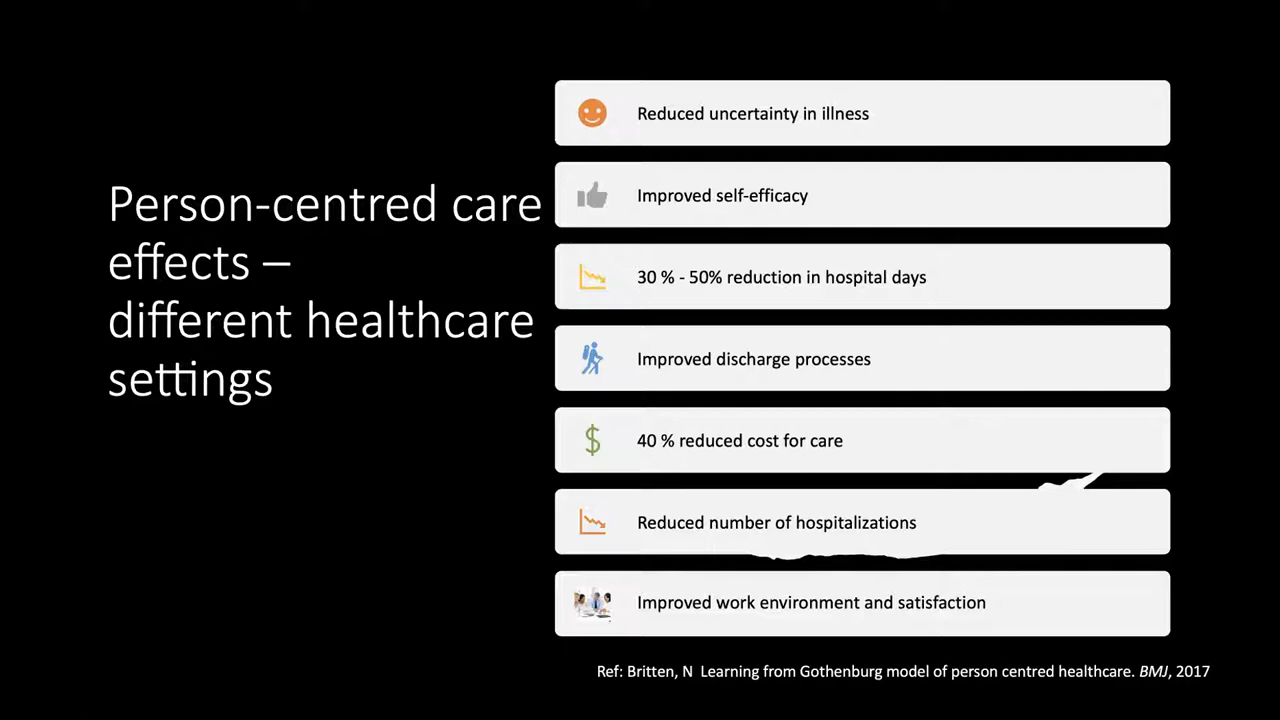 Person-centred care
effects –
different healthcare
settings
Reduced uncertainty in illness
Improved self-efficacy
30 % - 50% reduction in hospital days
Improved discharge processes
$
40 % reduced cost for care
Reduced number of hospitalizations
Improved work environment and satisfaction
Ref: Britten, N  Learning from Gothenburg model of person centred healthcare. BMJ, 2017